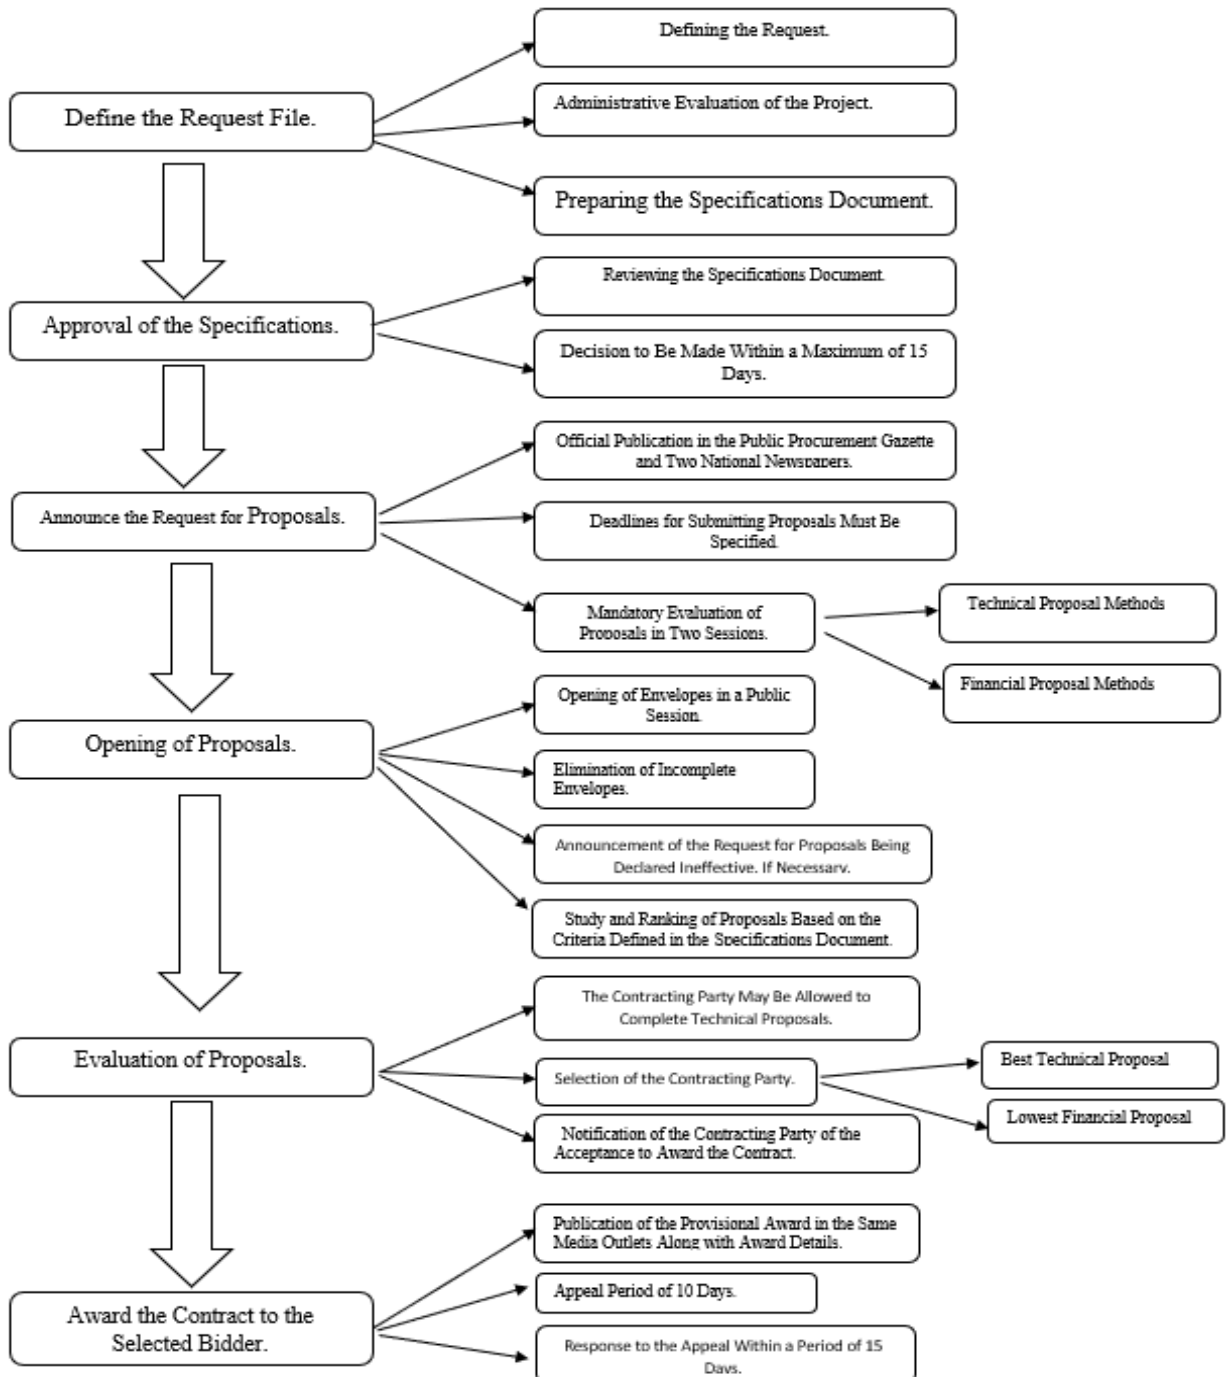 Defining the Request.
Define the Request File.
Administrative Evaluation of the Project.
Preparing the Specifications Document.
Approval of the Specifications.
Reviewing the Specifications Document.
Decision to Be Made Within a Maximum of 15
Days.
Announce the Request for Proposals.
Official Publication in the Public Procurement Gazette
and Two National Newspapers.
Deadlines for Submitting Proposals Must Be
Specified.
Mandatory Evaluation of
Proposals in Two Sessions.
Technical Proposal Methods
Financial Proposal Methods
Opening of Proposals.
Opening of Envelopes in a Public
Session.
Elimination of Incomplete
Envelopes.
Announcement of the Request for Proposals Being
Declared Ineffective. If Necessary.
Study and Ranking of Proposals Based on the
Criteria Defined in the Specifications Document.
Evaluation of Proposals.
The Contracting Party May Be Allowed to
Complete Technical Proposals.
Selection of the Contracting Party.
Best Technical Proposal
Lowest Financial Proposal
Notification of the Contracting Party of the
Acceptance to Award the Contract.
Award the Contract to the
Selected Bidder.
Publication of the Provisional Award in the Same
Media Outlets Along with Award Details.
Appeal Period of 10 Days.
Response to the Appeal Within a Period of 15
Days.